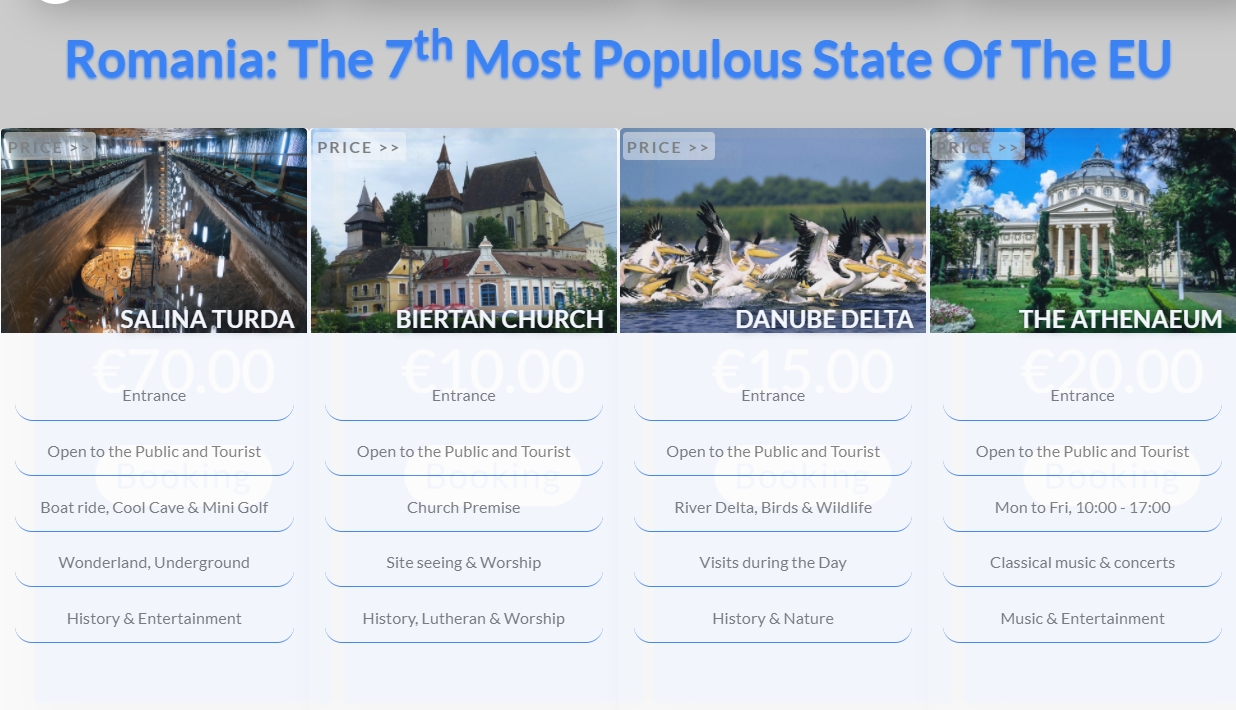 Romania: The 7th Most Populous State Of The EU
PRICE >>
SALINA TURDA
€70.00
Entrance
Open to the Public and Tourist
Booking
Boat ride, Cool Cave & Mini Golf
Wonderland, Underground
History & Entertainment
PRICE >>
BIERTAN CHURCH
€10.00
Entrance
Open to the Public and Tourist
Booking
Church Premise
Site seeing & Worship
History, Lutheran & Worship
PRICE >>
DANUBE DELTA
€15.00
Entrance
Open to the Public and Tourist
Booking
River Delta, Birds & Wildlife
Visits during the Day
History & Nature
PRICE >>
THE ATHENAEUM
€20.00
Entrance
Open to the Public and Tourist
Booking
Mon to Fri, 10:00 - 17:00
Classical music & concerts
Music & Entertainment